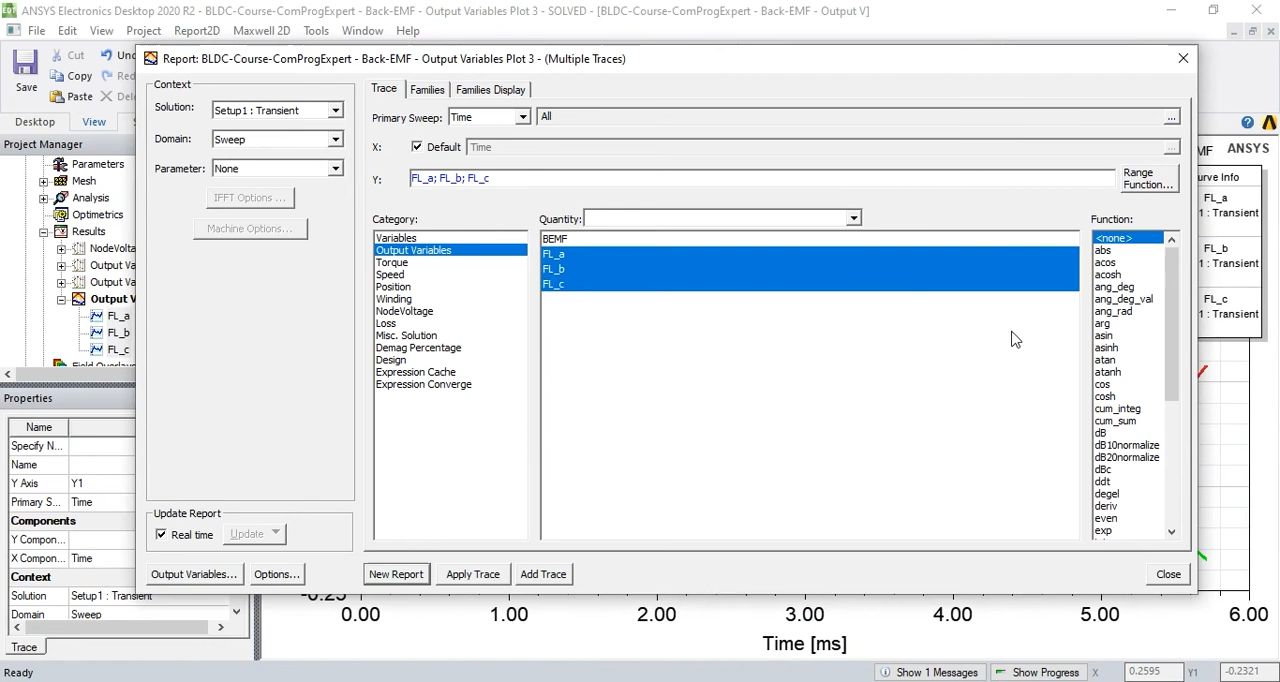 ANSYS Electronics Desktop 2020 R2 - BLDC-Course-ComProgExpert - Back-EMF - Output Variables Plot 3 - SOLVED - [BLDC-Course-ComProgExpert - Back-EMF - Output V]
File Edit View Project Report2D Maxwell 2D Tools Window Help
Save
Cut
Copy
Paste
Desktop View
Project Manager
Parameters
Mesh
Analysis
Optimetrics
Results
NodeVolta
Output Va
Output Va
Output V
FL_a
FL_b
FL_c
Field Overlay
Properties
Name
Specify N...
Name
Y Axis Y1
Primary S... Time
Components
Y Compon...
X Compon... Time
Context
Solution Setup1 : Transient
Domain Sweep
Trace
Report: BLDC-Course-ComProgExpert - Back-EMF - Output Variables Plot 3 - (Multiple Traces)
Context
Solution: Setup1 : Transient
Domain: Sweep
Parameter: None
IFFT Options ...
Machine Options...
Update Report
Real time Update
Output Variables... Options...
Trace Families Families Display
Primary Sweep: Time All ...
X: Default Time ...
Y: FL_a; FL_b; FL_c
Range Function...
Category:
Variables
Output Variables
Torque
Speed
Position
Winding
NodeVoltage
Loss
Misc. Solution
Demag Percentage
Design
Expression Cache
Expression Converge
Quantity:
BEMF
FL_a
FL_b
FL_c
Function:
<none>
abs
acos
acosh
ang_deg
ang_deg_val
ang_rad
arg
asin
asinh
atan
atanh
cos
cosh
cum_integ
cum_sum
dB
dB10normalize
dB20normalize
dBc
ddt
degel
deriv
even
exp
New Report Apply Trace Add Trace Close
MF ANSYS
urve Info
FL_a
1 : Transient
FL_b
1 : Transient
FL_c
1 : Transient
-0.25
0.00 1.00 2.00 3.00 4.00 5.00 6.00
Time [ms]
Ready
Show 1 Messages Show Progress X 0.2595 Y1 -0.2321